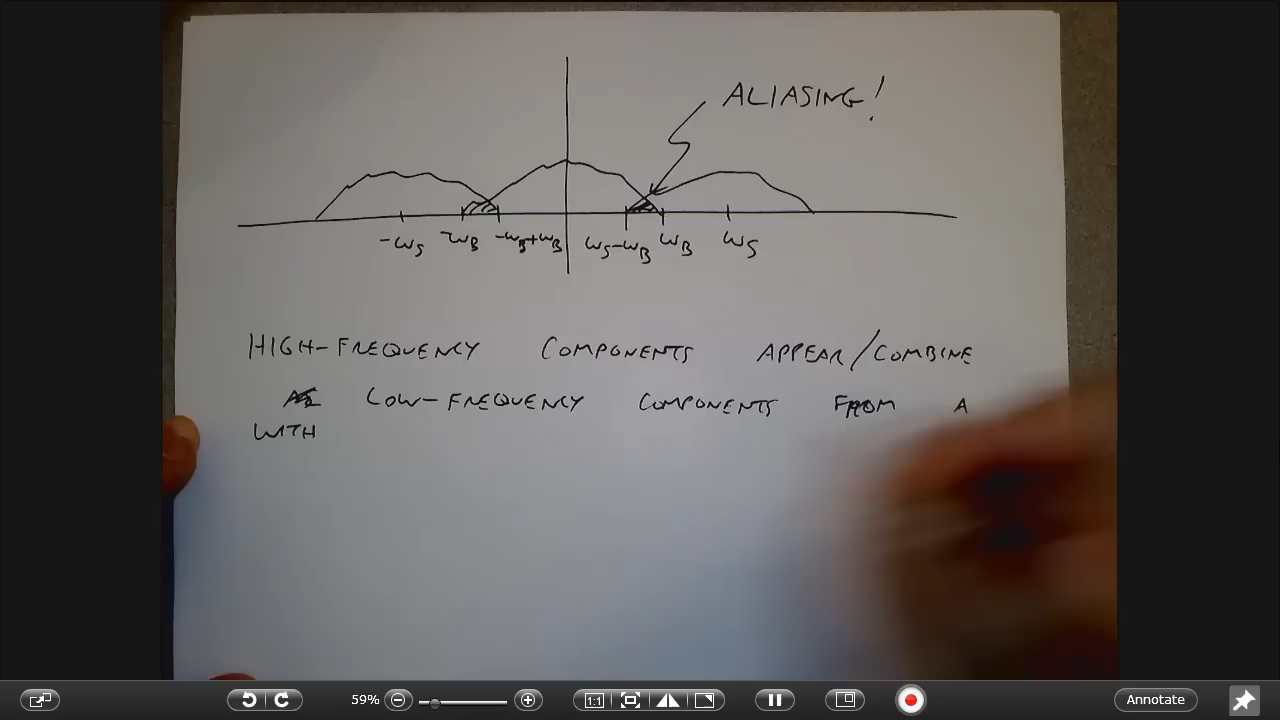 ALIASING!
-ωs -ωB -ωs+ωB ωs-ωB ωB ωs
HIGH-FREQUENCY COMPONENTS APPEAR/COMBINE
LOW-FREQUENCY COMPONENTS FROM A
WITH
59%
1:1
Annotate